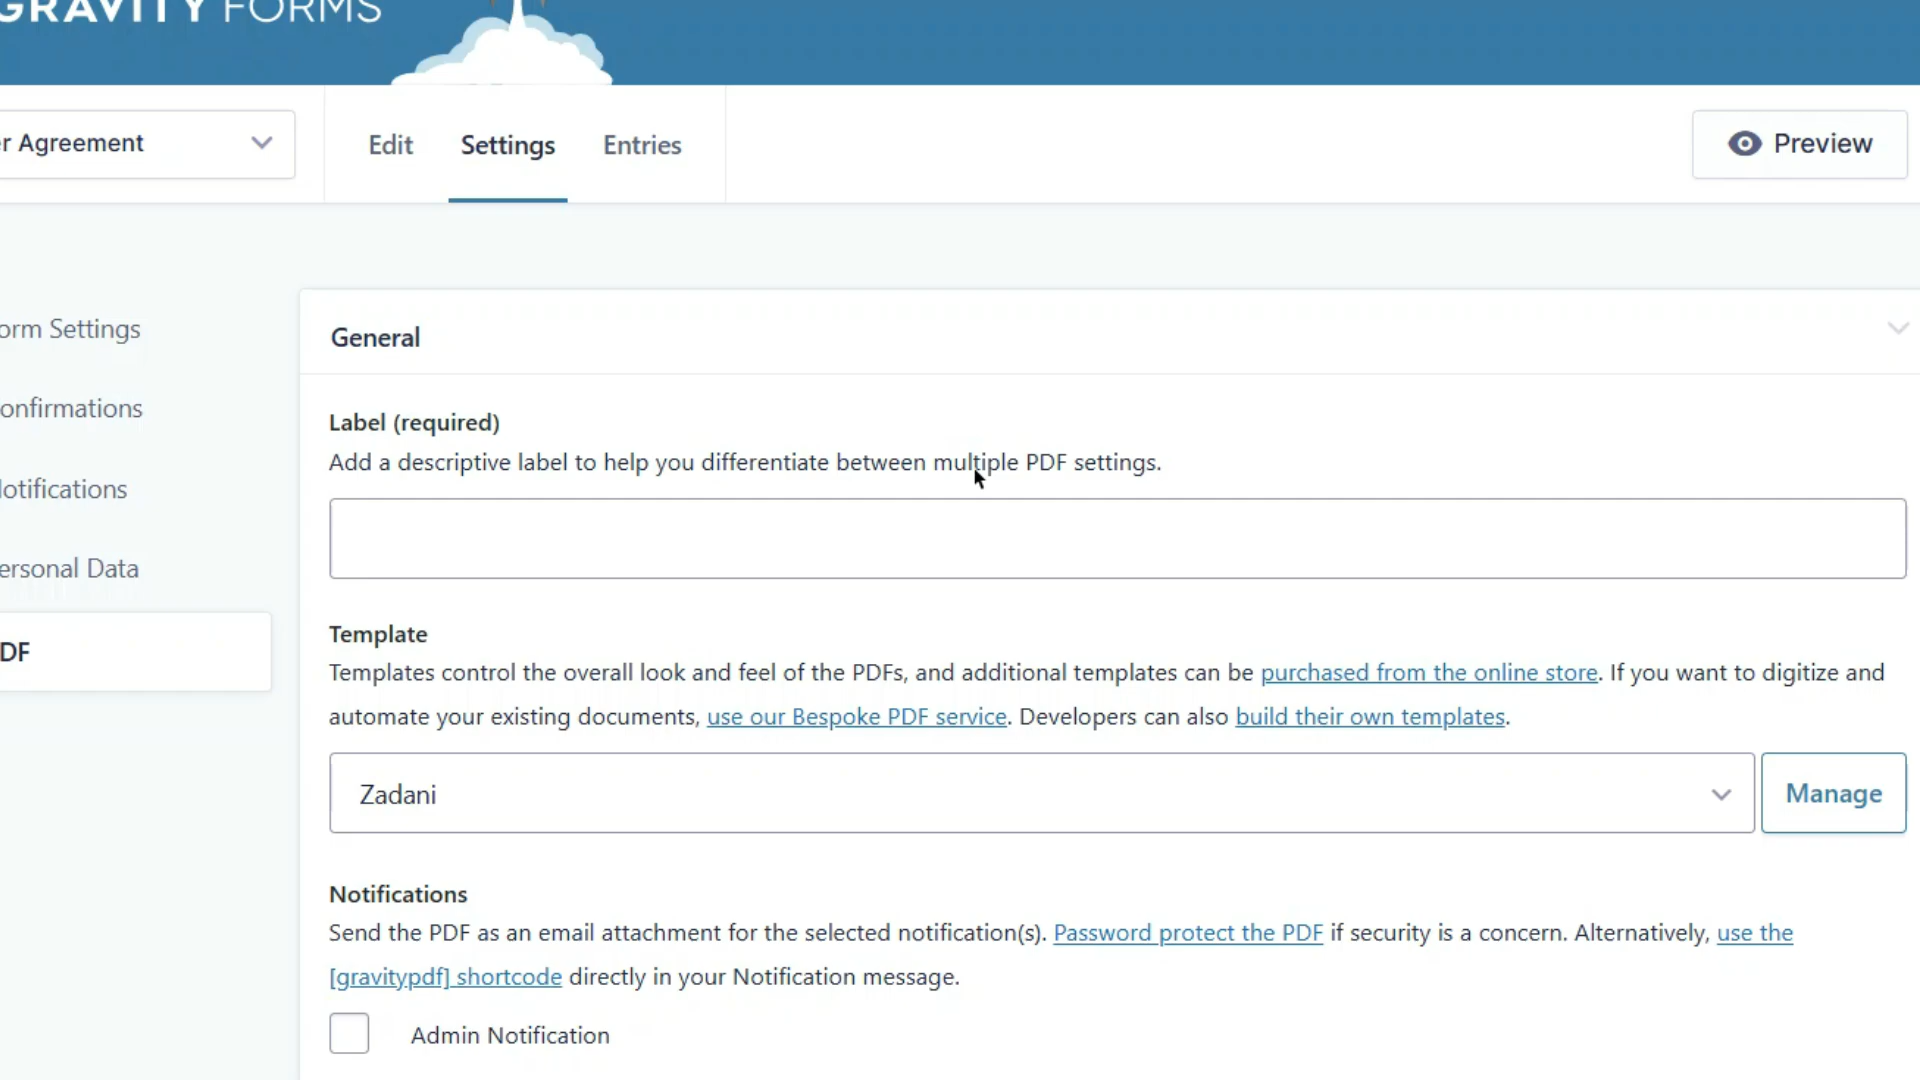 GRAVITY FORMS
r Agreement
Edit Settings Entries
Preview
orm Settings
onfirmations
otifications
ersonal Data
DF
General
Label (required)
Add a descriptive label to help you differentiate between multiple PDF settings.
Template
Templates control the overall look and feel of the PDFs, and additional templates can be purchased from the online store. If you want to digitize and
automate your existing documents, use our Bespoke PDF service. Developers can also build their own templates.
Zadani
Manage
Notifications
Send the PDF as an email attachment for the selected notification(s). Password protect the PDF if security is a concern. Alternatively, use the
[gravitypdf] shortcode directly in your Notification message.
Admin Notification